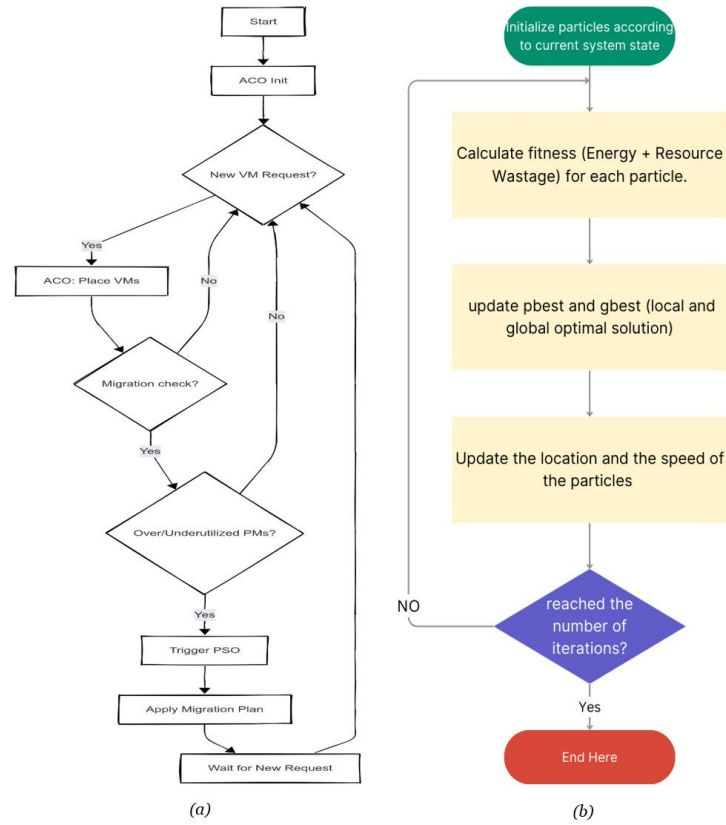 Start
ACO Init
New VM Request?
Yes
ACO: Place VMs
No
No
Migration check?
Yes
Over/Underutilized PMs?
Yes
Trigger PSO
Apply Migration Plan
Wait for New Request
(a)
Initialize particles according
to current system state
Calculate fitness (Energy + Resource
Wastage) for each particle.
update pbest and gbest (local and
global optimal solution)
Update the location and the speed of
the particles
reached the
number of
iterations?
NO
Yes
End Here
(b)